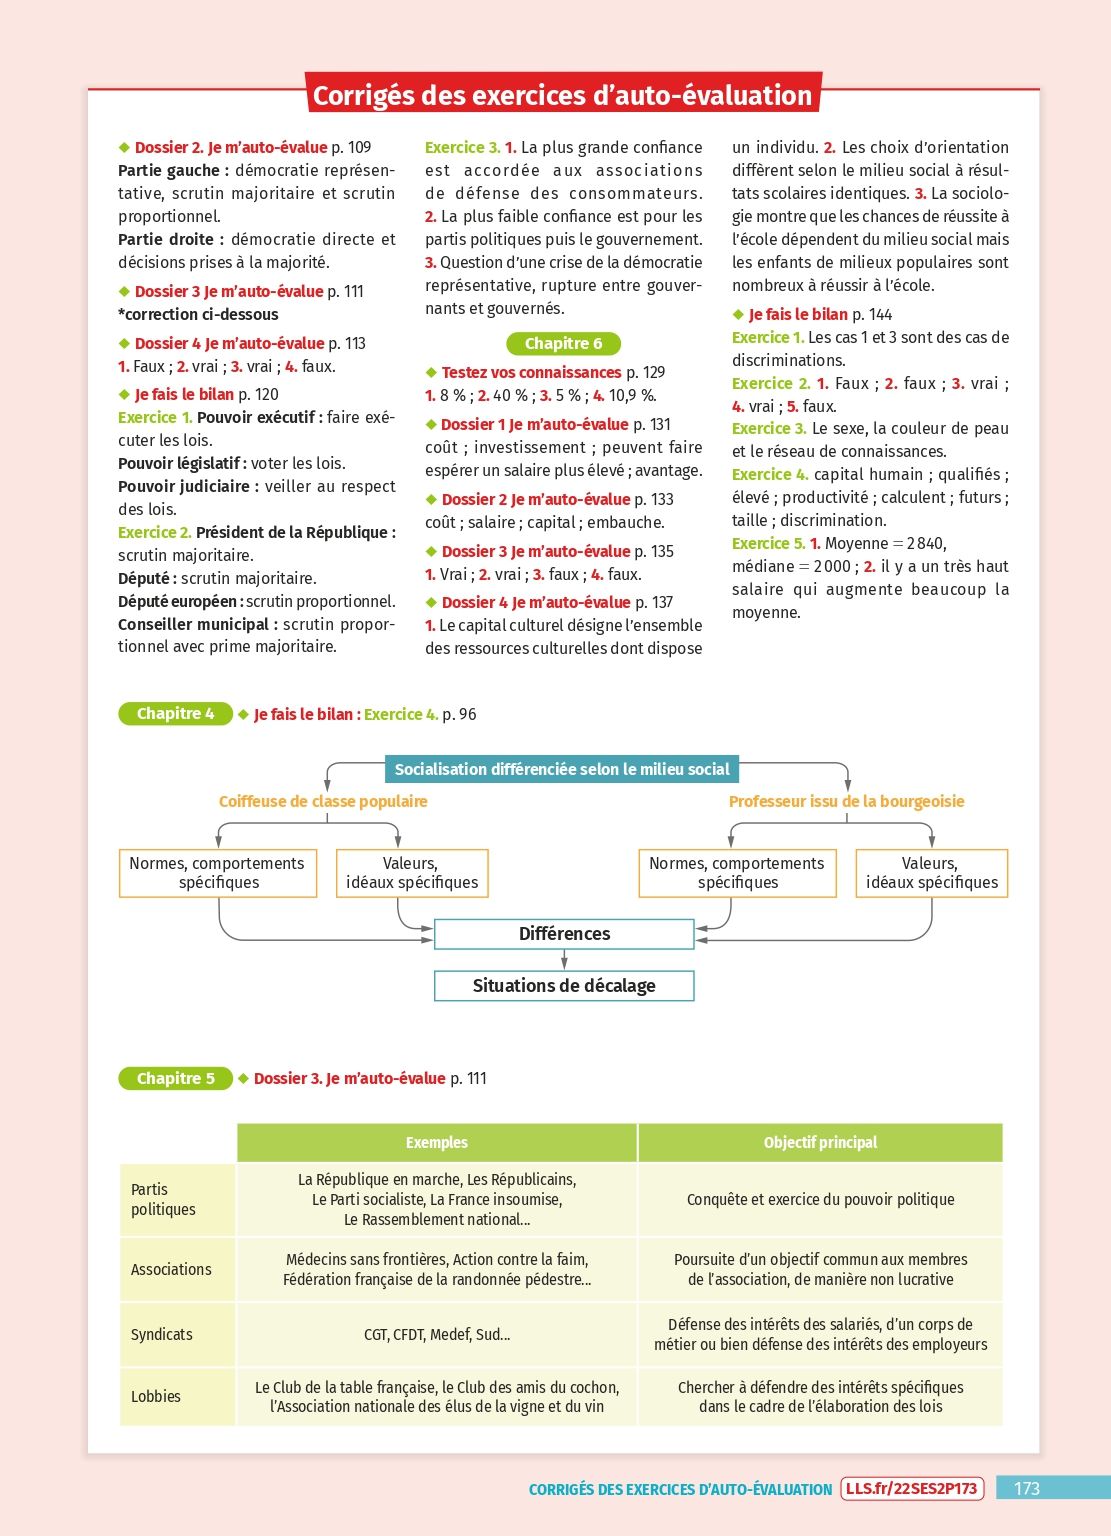 Corrigés des exercices d'auto-évaluation
◆ Dossier 2. Je m'auto-évalue p. 109
Partie gauche : démocratie représen-
tative, scrutin majoritaire et scrutin
proportionnel.
Partie droite : démocratie directe et
décisions prises à la majorité.
◆ Dossier 3 Je m'auto-évalue p. 111
*correction ci-dessous
◆ Dossier 4 Je m'auto-évalue p. 113
1. Faux ; 2. vrai ; 3. vrai ; 4. faux.
◆ Je fais le bilan p. 120
Exercice 1. Pouvoir exécutif : faire exé-
cuter les lois.
Pouvoir législatif : voter les lois.
Pouvoir judiciaire : veiller au respect
des lois.
Exercice 2. Président de la République :
scrutin majoritaire.
Député : scrutin majoritaire.
Député européen : scrutin proportionnel.
Conseiller municipal : scrutin propor-
tionnel avec prime majoritaire.
Exercice 3. 1. La plus grande confiance
est accordée aux associations
de défense des consommateurs.
2. La plus faible confiance est pour les
partis politiques puis le gouvernement.
3. Question d'une crise de la démocratie
représentative, rupture entre gouver-
nants et gouvernés.
Chapitre 6
◆ Testez vos connaissances p. 129
1. 8 % ; 2. 40 % ; 3. 5 % ; 4. 10,9 %.
◆ Dossier 1 Je m'auto-évalue p. 131
coût ; investissement ; peuvent faire
espérer un salaire plus élevé ; avantage.
◆ Dossier 2 Je m'auto-évalue p. 133
coût ; salaire ; capital ; embauche.
◆ Dossier 3 Je m'auto-évalue p. 135
1. Vrai ; 2. vrai ; 3. faux ; 4. faux.
◆ Dossier 4 Je m'auto-évalue p. 137
1. Le capital culturel désigne l'ensemble
des ressources culturelles dont dispose
un individu. 2. Les choix d'orientation
diffèrent selon le milieu social à résul-
tats scolaires identiques. 3. La sociolo-
gie montre que les chances de réussite à
l'école dépendent du milieu social mais
les enfants de milieux populaires sont
nombreux à réussir à l'école.
◆ Je fais le bilan p. 144
Exercice 1. Les cas 1 et 3 sont des cas de
discriminations.
Exercice 2. 1. Faux ; 2. faux ; 3. vrai ;
4. vrai ; 5. faux.
Exercice 3. Le sexe, la couleur de peau
et le réseau de connaissances.
Exercice 4. capital humain ; qualifiés ;
élevé ; productivité ; calculent ; futurs ;
taille ; discrimination.
Exercice 5. 1. Moyenne = 2 840,
médiane = 2 000 ; 2. il y a un très haut
salaire qui augmente beaucoup la
moyenne.
Chapitre 4 ◆ Je fais le bilan : Exercice 4. p. 96
Socialisation différenciée selon le milieu social
Coiffeuse de classe populaire
Professeur issu de la bourgeoisie
Normes, comportements
spécifiques
Valeurs,
idéaux spécifiques
Normes, comportements
spécifiques
Valeurs,
idéaux spécifiques
Différences
Situations de décalage
Chapitre 5 ◆ Dossier 3. Je m'auto-évalue p. 111
Exemples
Objectif principal
Partis
politiques
La République en marche, Les Républicains,
Le Parti socialiste, La France insoumise,
Le Rassemblement national...
Conquête et exercice du pouvoir politique
Associations
Médecins sans frontières, Action contre la faim,
Fédération française de la randonnée pédestre...
Poursuite d'un objectif commun aux membres
de l'association, de manière non lucrative
Syndicats
CGT, CFDT, Medef, Sud...
Défense des intérêts des salariés, d'un corps de
métier ou bien défense des intérêts des employeurs
Lobbies
Le Club de la table française, le Club des amis du cochon,
l'Association nationale des élus de la vigne et du vin
Chercher à défendre des intérêts spécifiques
dans le cadre de l'élaboration des lois
CORRIGÉS DES EXERCICES D'AUTO-ÉVALUATION LLS.fr/22SES2P173 173